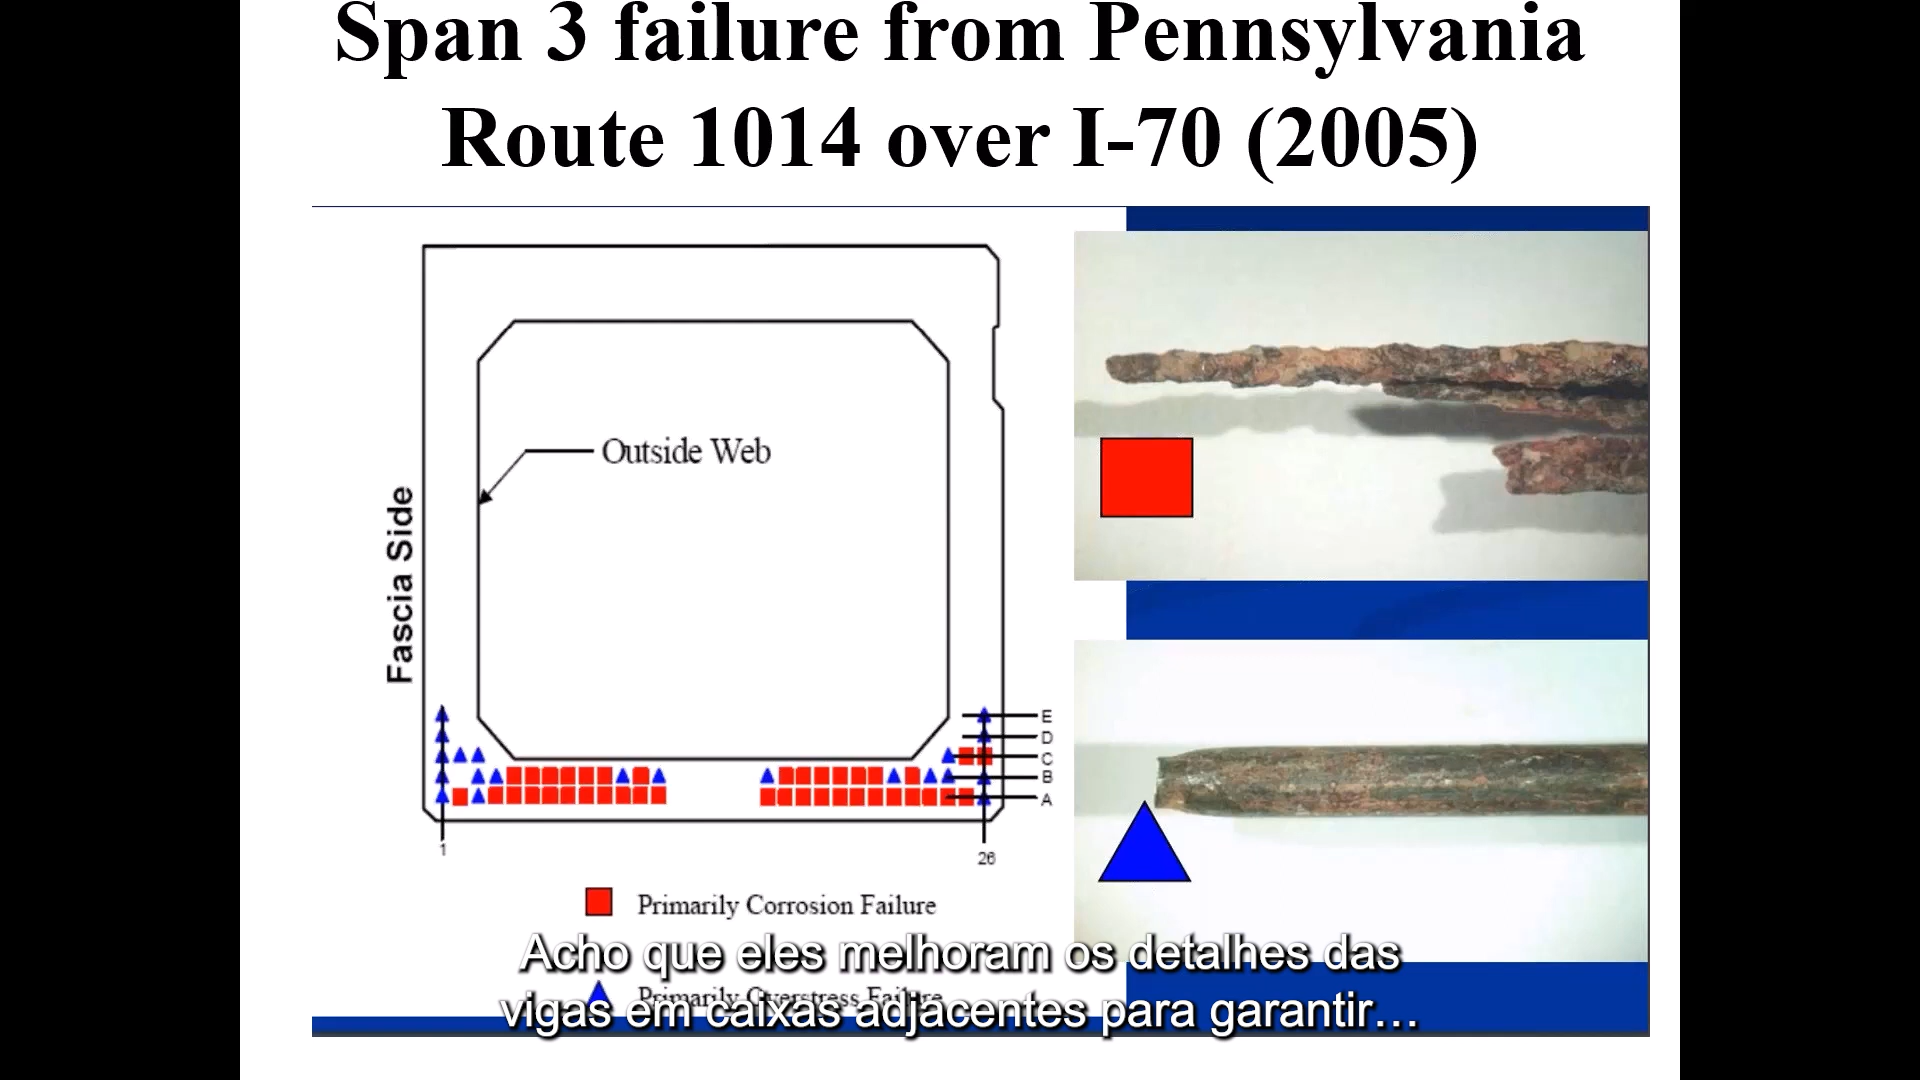 Span 3 failure from Pennsylvania
Route 1014 over I-70 (2005)
Outside Web
Fascia Side
E
D
C
B
A
1
26
Primarily Corrosion Failure
Primarily Overstress Failure
Acho que eles melhoram os detalhes das
vigas em caixas adjacentes para garantir...